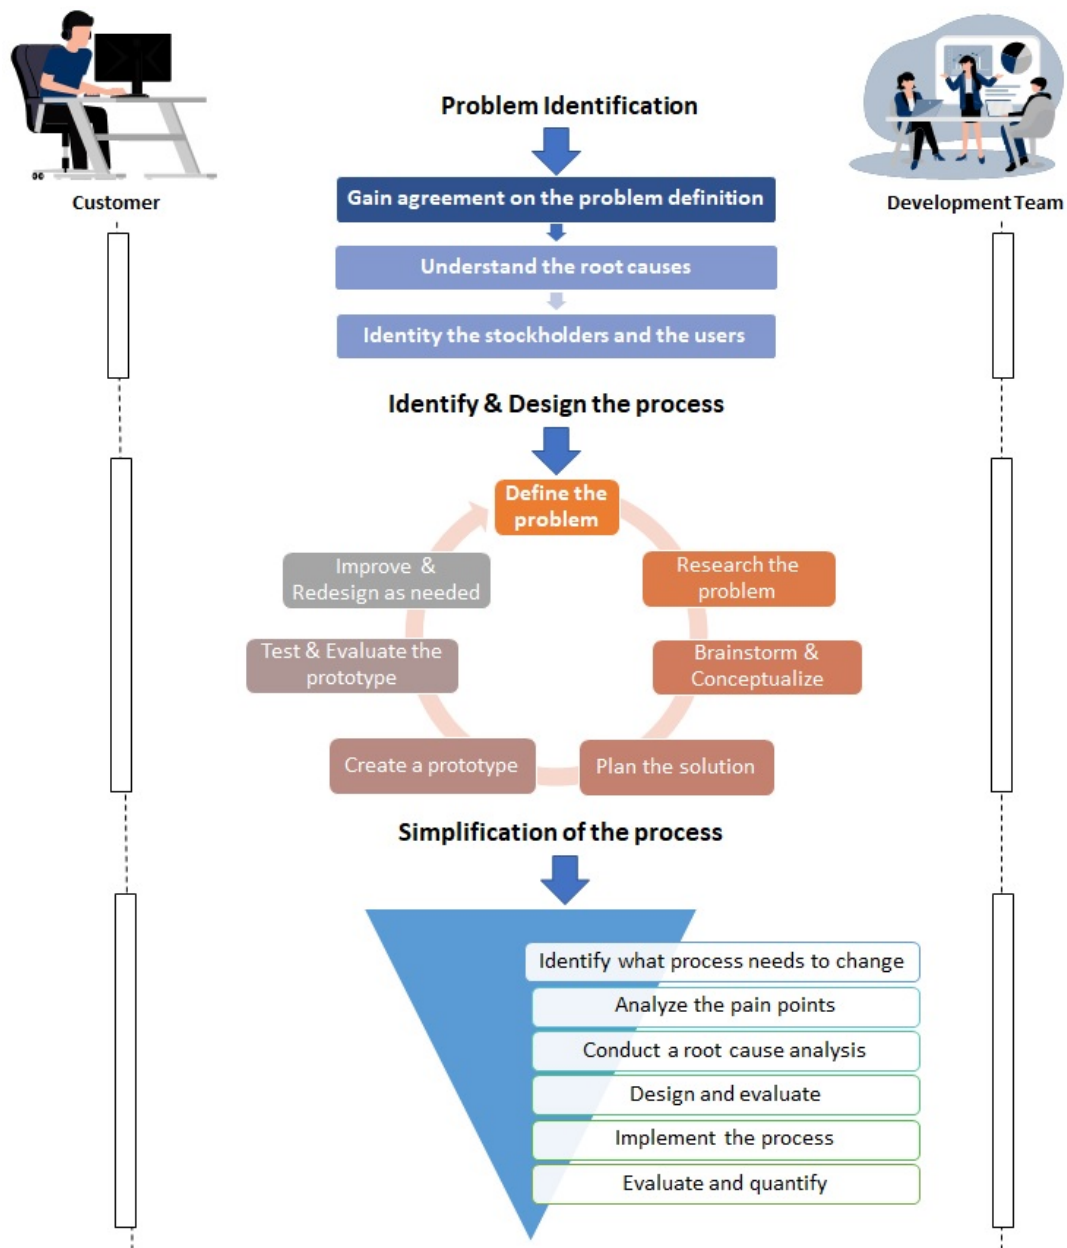 Problem Identification
Customer
Development Team
Gain agreement on the problem definition
Understand the root causes
Identity the stockholders and the users
Identify & Design the process
Define the
problem
Research the
problem
Brainstorm &
Conceptualize
Plan the solution
Create a prototype
Test & Evaluate the
prototype
Improve &
Redesign as needed
Simplification of the process
Identify what process needs to change
Analyze the pain points
Conduct a root cause analysis
Design and evaluate
Implement the process
Evaluate and quantify